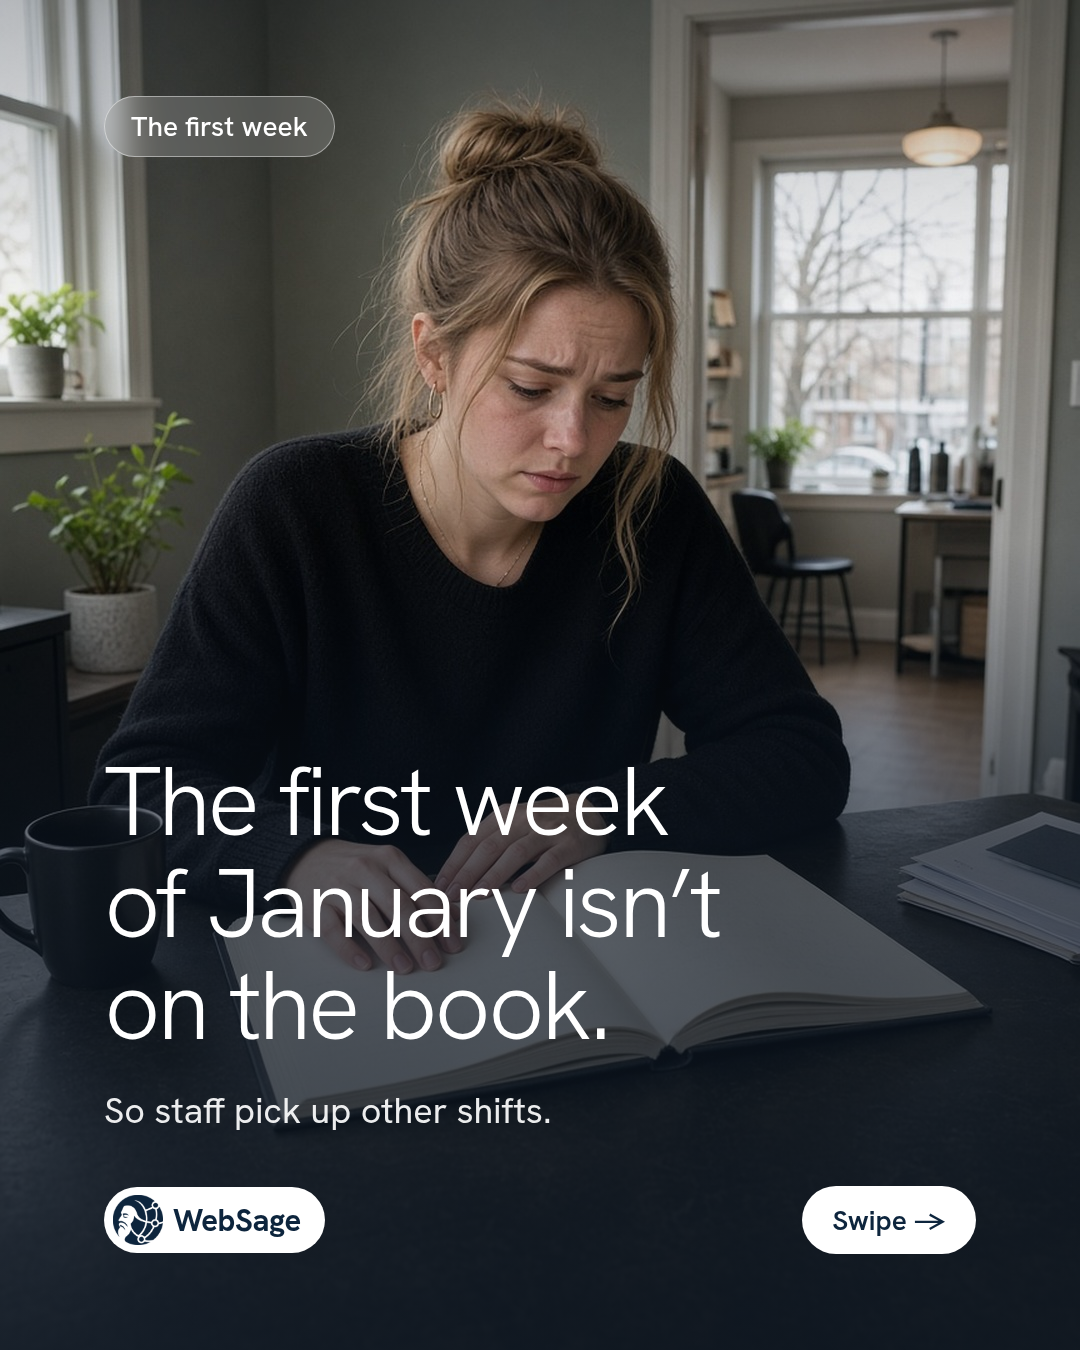 The first week
The first week
of January isn’t
on the book.
So staff pick up other shifts.
WebSage
Swipe →